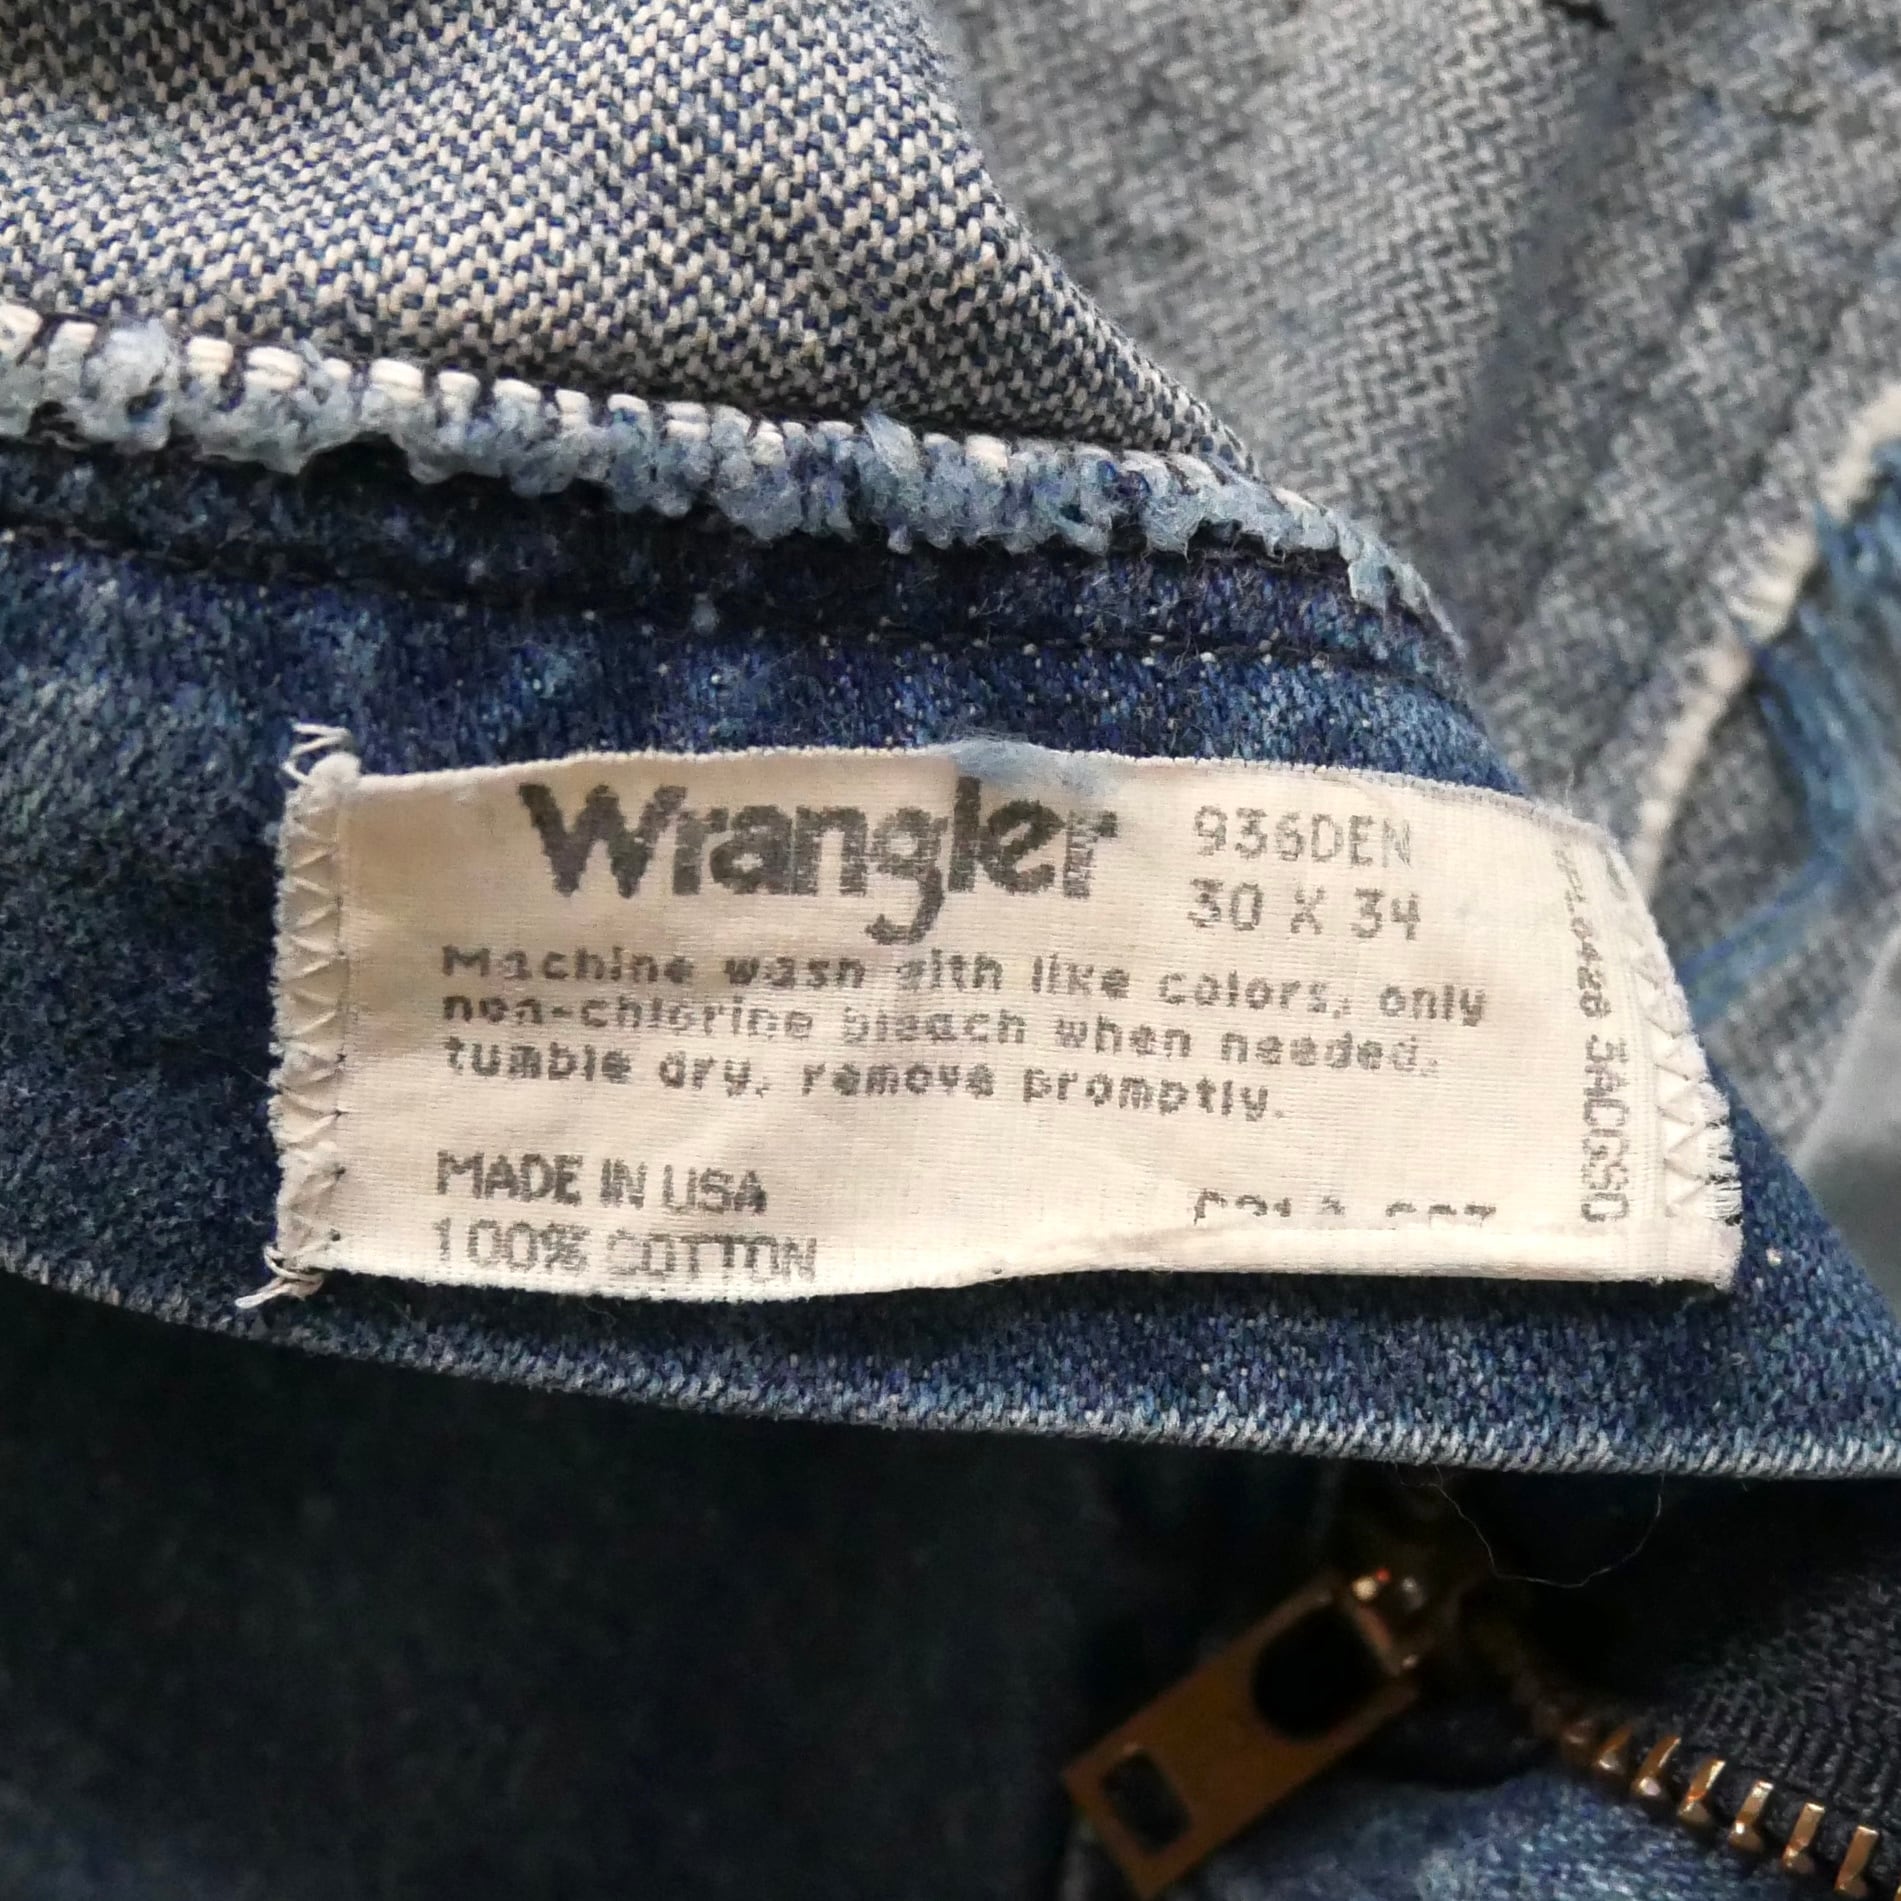 Wrangler
936DEN
30 X 34
Machine wash with like colors, only
non-chlorine bleach when needed.
tumble dry, remove promptly.
MADE IN USA
100% COTTON